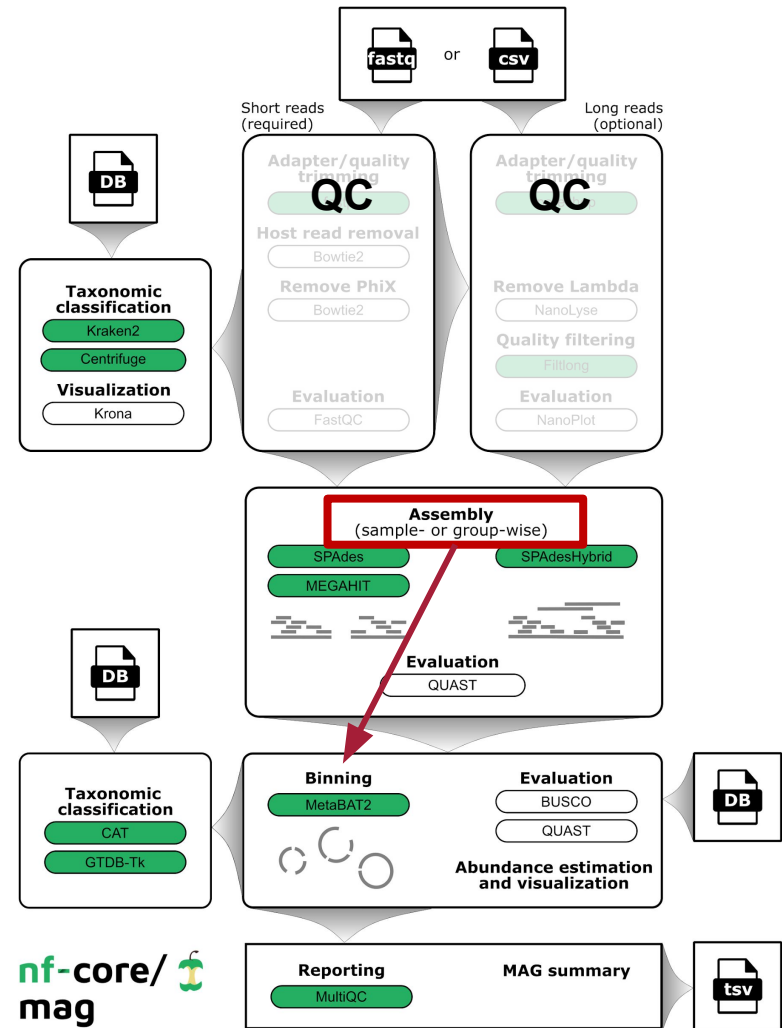 fastq
or
csv
Short reads
(required)
Long reads
(optional)
DB
Adapter/quality
trimming
QC
Host read removal
Bowtie2
Remove PhiX
Bowtie2
Evaluation
FastQC
Adapter/quality
trimming
QC
Remove Lambda
NanoLyse
Quality filtering
Filtlong
Evaluation
NanoPlot
Taxonomic
classification
Kraken2
Centrifuge
Visualization
Krona
Assembly
(sample- or group-wise)
SPAdes
MEGAHIT
SPAdesHybrid
Evaluation
QUAST
DB
Taxonomic
classification
CAT
GTDB-Tk
Binning
MetaBAT2
Evaluation
BUSCO
QUAST
Abundance estimation
and visualization
DB
nf-core/
mag
Reporting
MultiQC
MAG summary
tsv